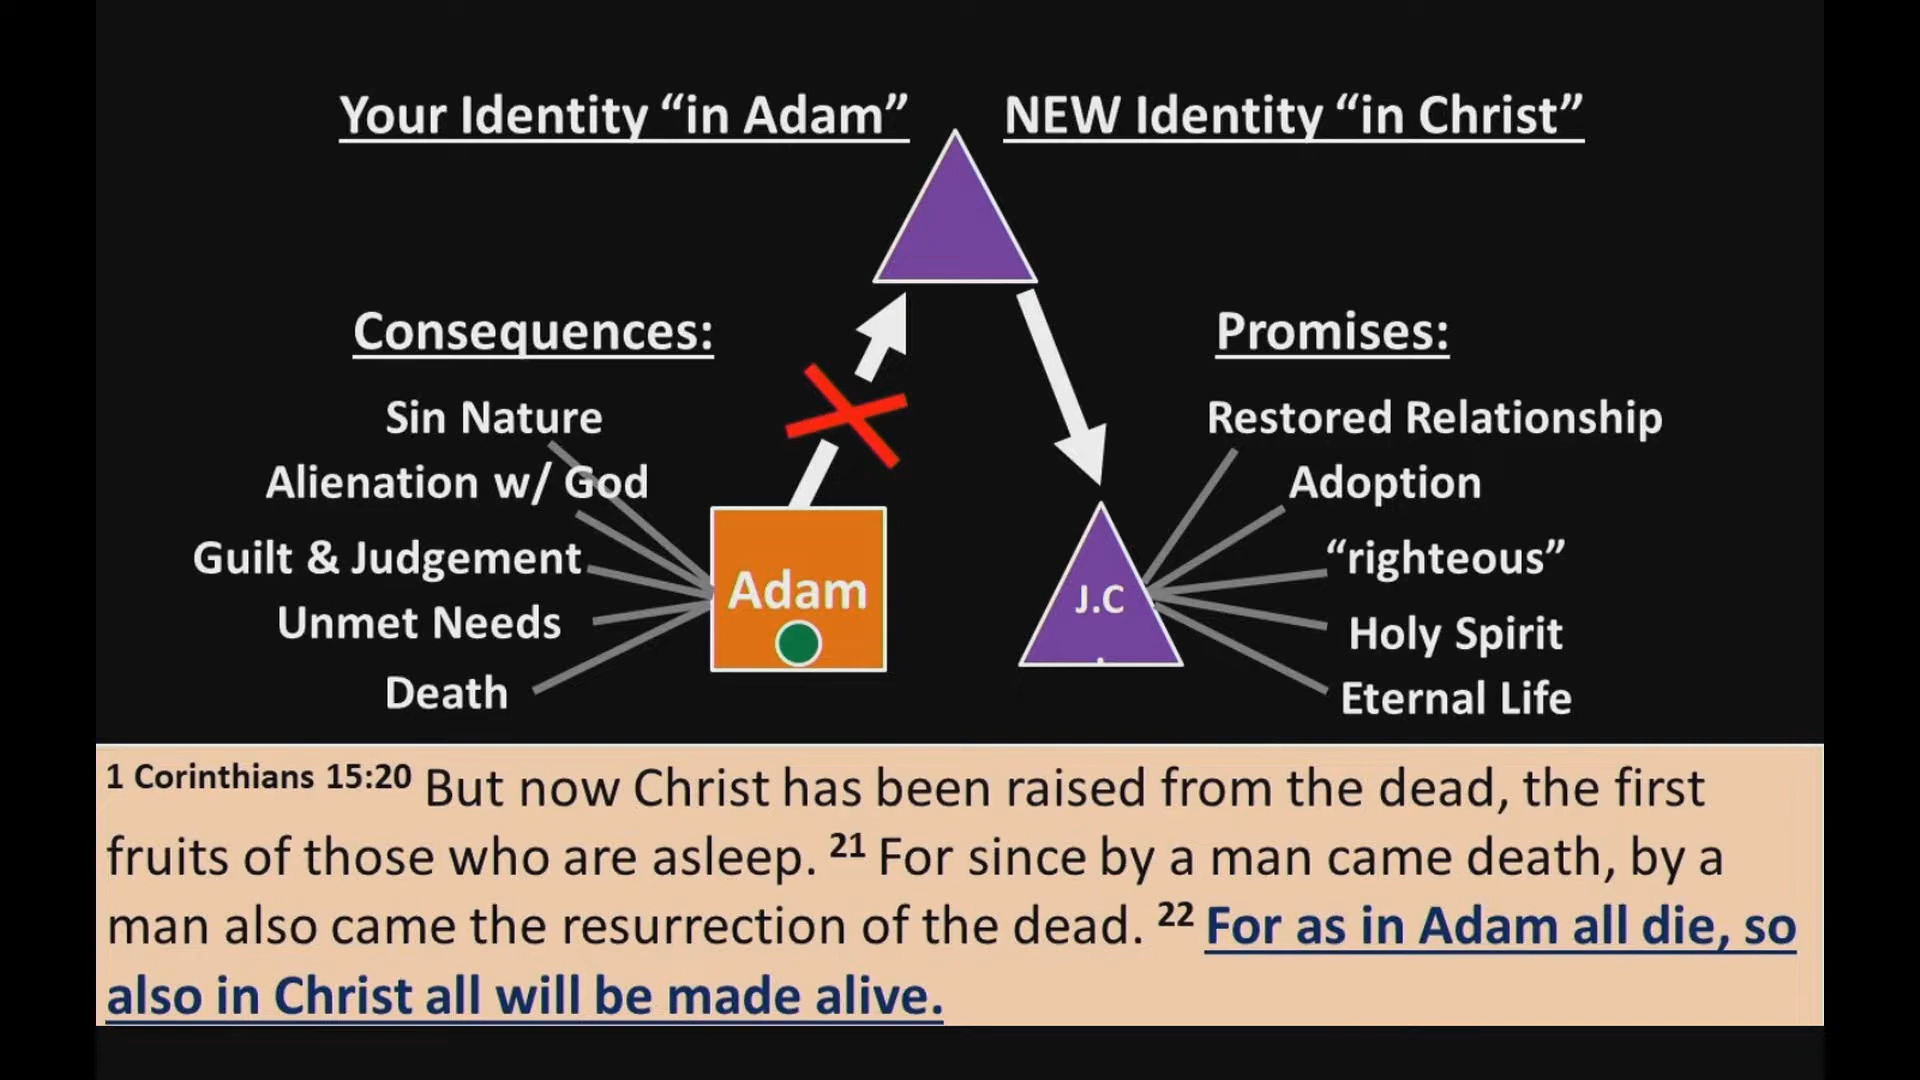 Your Identity “in Adam”
NEW Identity “in Christ”
Consequences:
Sin Nature
Alienation w/ God
Guilt & Judgement
Unmet Needs
Death
Adam
J.C
.
Promises:
Restored Relationship
Adoption
“righteous”
Holy Spirit
Eternal Life
1 Corinthians 15:20 But now Christ has been raised from the dead, the first
fruits of those who are asleep. 21 For since by a man came death, by a
man also came the resurrection of the dead. 22 For as in Adam all die, so
also in Christ all will be made alive.